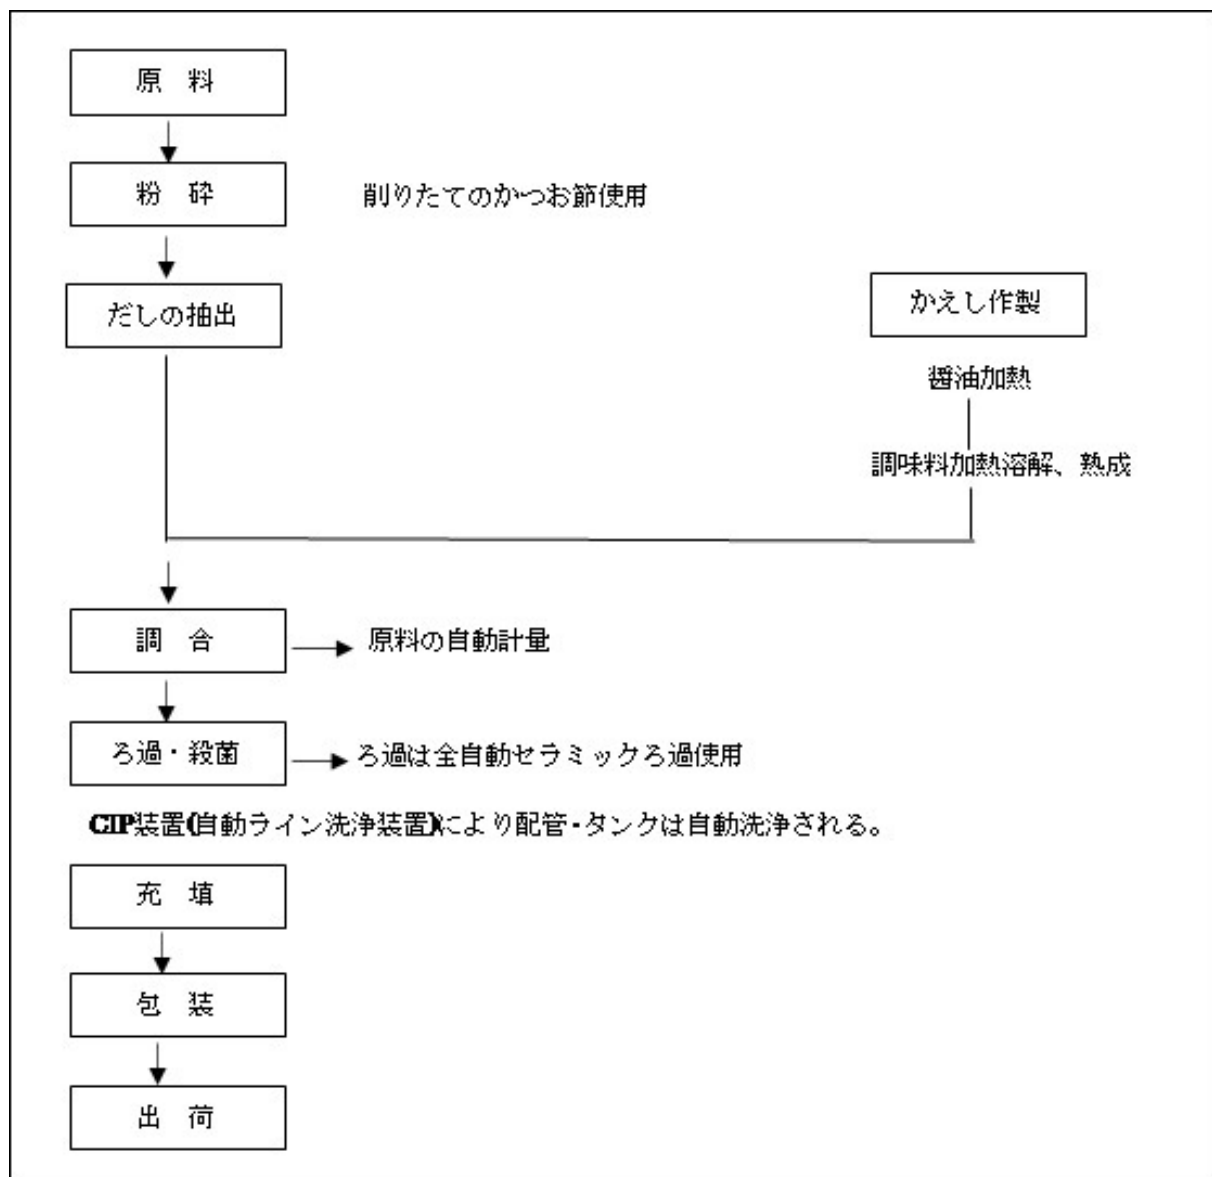 原　料
粉　砕
削りたてのかつお節使用
だしの抽出
かえし作製
醤油加熱
調味料加熱溶解、熟成
調　合
原料の自動計量
ろ過・殺菌
ろ過は全自動セラミックろ過使用
CIP装置(自動ライン洗浄装置)により配管・タンクは自動洗浄される。
充　填
包　装
出　荷